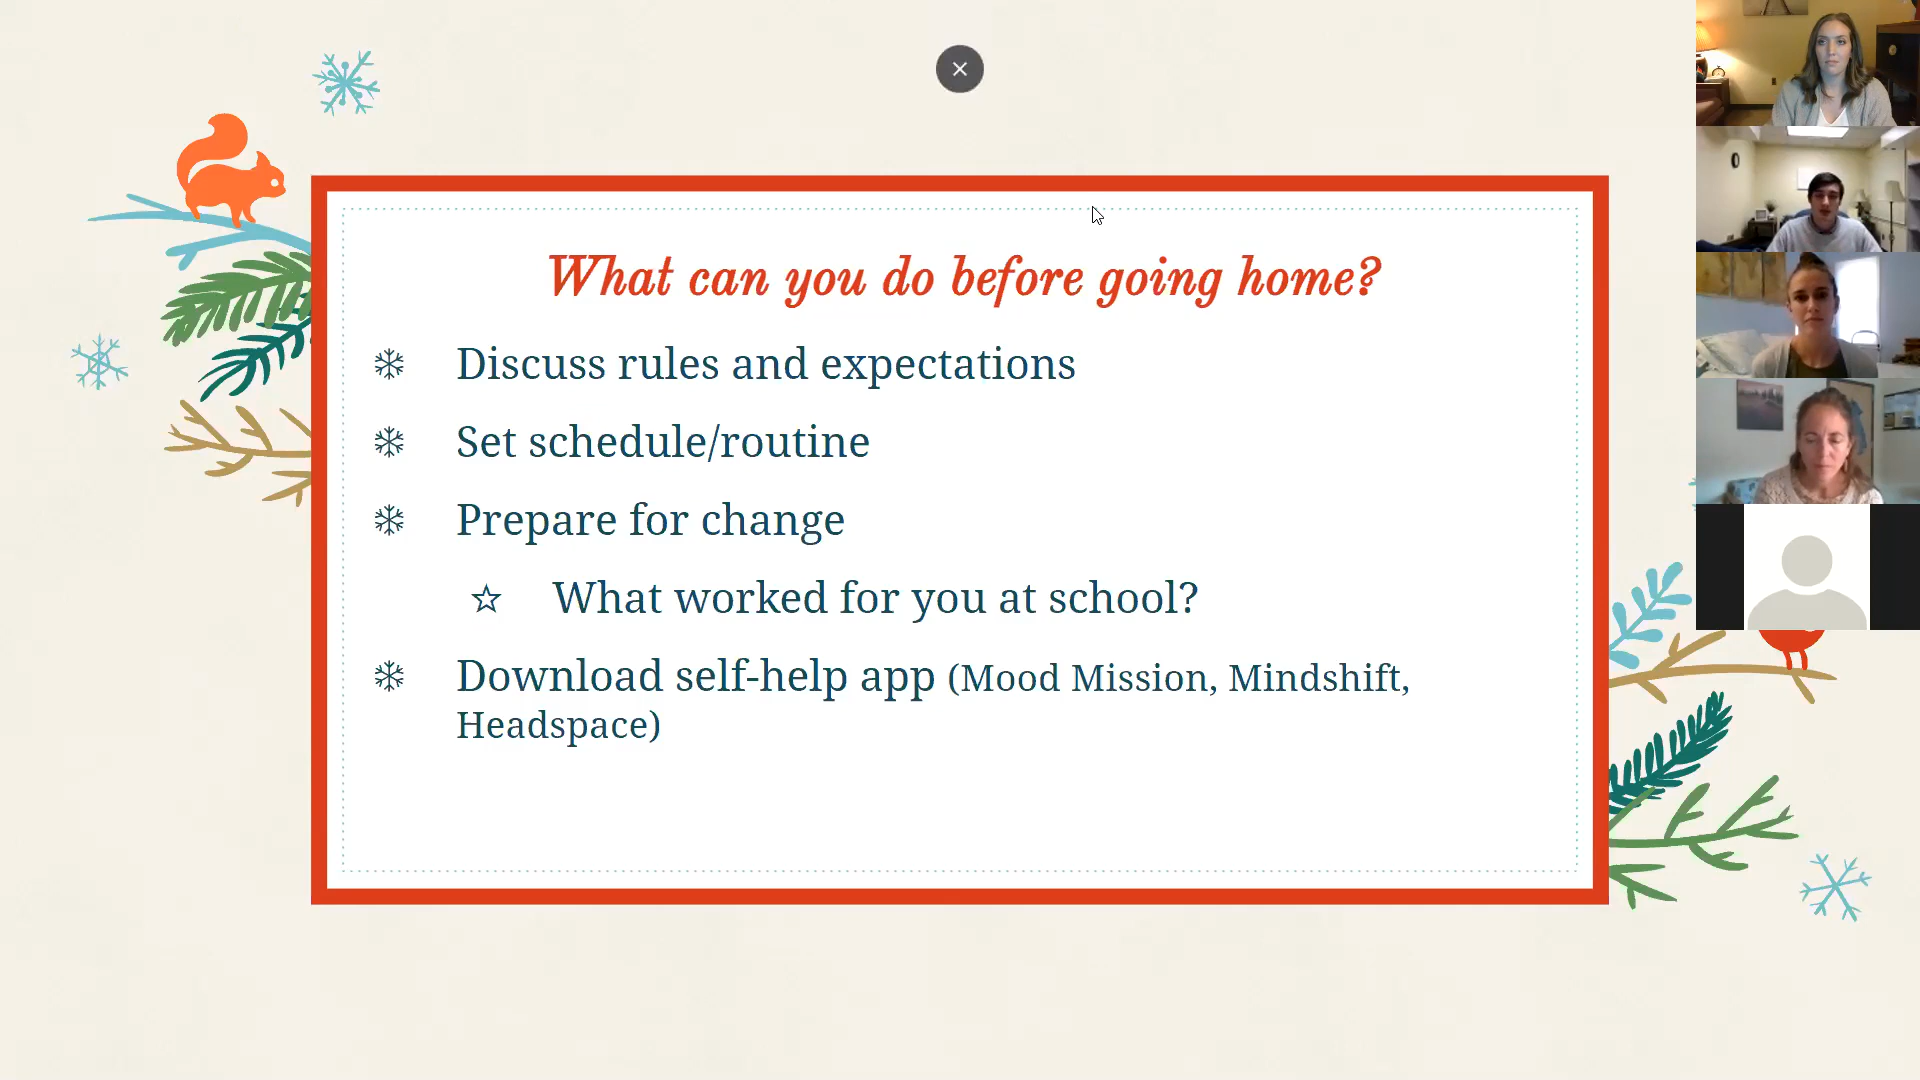 What can you do before going home?
Discuss rules and expectations
Set schedule/routine
Prepare for change
What worked for you at school?
Download self-help app (Mood Mission, Mindshift,
Headspace)